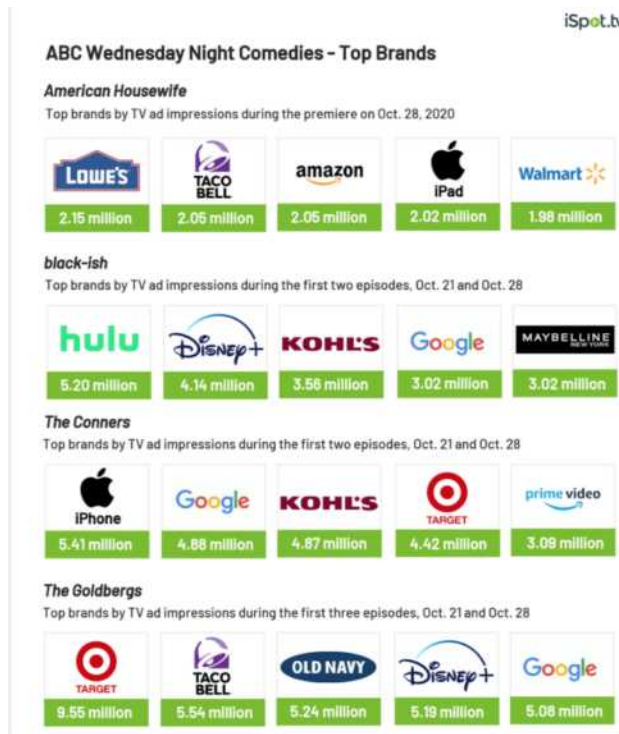 iSpot.tv
ABC Wednesday Night Comedies - Top Brands
American Housewife
Top brands by TV ad impressions during the premiere on Oct. 28, 2020
LOWE'S TACO BELL amazon iPad Walmart
2.15 million 2.05 million 2.05 million 2.02 million 1.98 million
black-ish
Top brands by TV ad impressions during the first two episodes, Oct. 21 and Oct. 28
hulu Disney+ KOHL'S Google MAYBELLINE NEW YORK
5.20 million 4.14 million 3.56 million 3.02 million 3.02 million
The Conners
Top brands by TV ad impressions during the first two episodes, Oct. 21 and Oct. 28
iPhone Google KOHL'S TARGET prime video
5.41 million 4.88 million 4.87 million 4.42 million 3.09 million
The Goldbergs
Top brands by TV ad impressions during the first three episodes, Oct. 21 and Oct. 28
TARGET TACO BELL OLD NAVY Disney+ Google
9.55 million 5.54 million 5.24 million 5.19 million 5.08 million